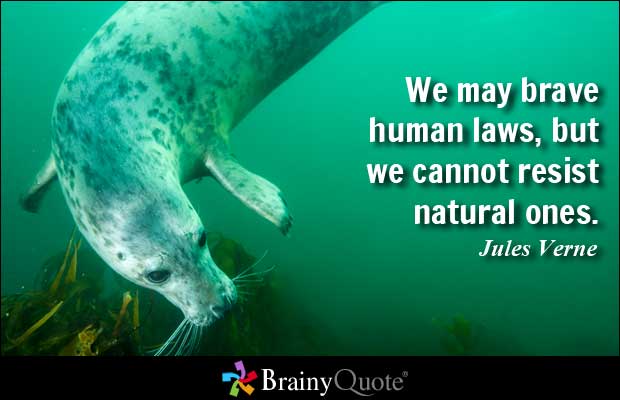 We may brave
human laws, but
we cannot resist
natural ones.
Jules Verne
BrainyQuote®